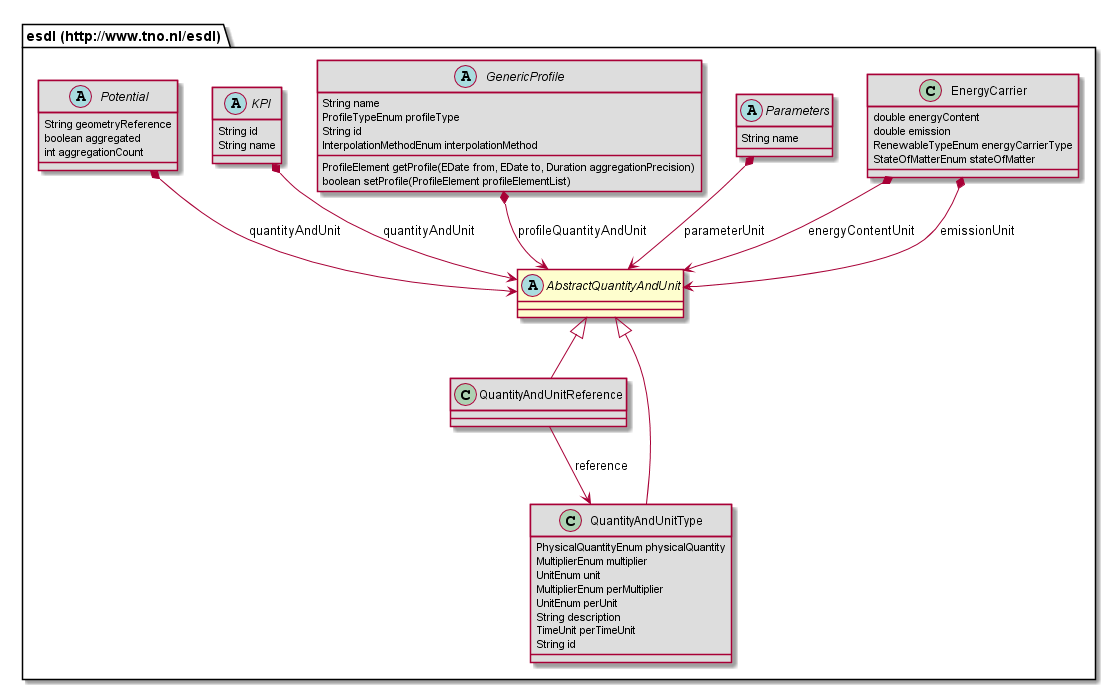 esdl (http://www.tno.nl/esdl)
A Potential
String geometryReference
boolean aggregated
int aggregationCount
A KPI
String id
String name
A GenericProfile
String name
ProfileTypeEnum profileType
String id
InterpolationMethodEnum interpolationMethod
ProfileElement getProfile(EDate from, EDate to, Duration aggregationPrecision)
boolean setProfile(ProfileElement profileElementList)
A Parameters
String name
C EnergyCarrier
double energyContent
double emission
RenewableTypeEnum energyCarrierType
StateOfMatterEnum stateOfMatter
quantityAndUnit
quantityAndUnit
profileQuantityAndUnit
parameterUnit
energyContentUnit
emissionUnit
A AbstractQuantityAndUnit
C QuantityAndUnitReference
reference
C QuantityAndUnitType
PhysicalQuantityEnum physicalQuantity
MultiplierEnum multiplier
UnitEnum unit
MultiplierEnum perMultiplier
UnitEnum perUnit
String description
TimeUnit perTimeUnit
String id